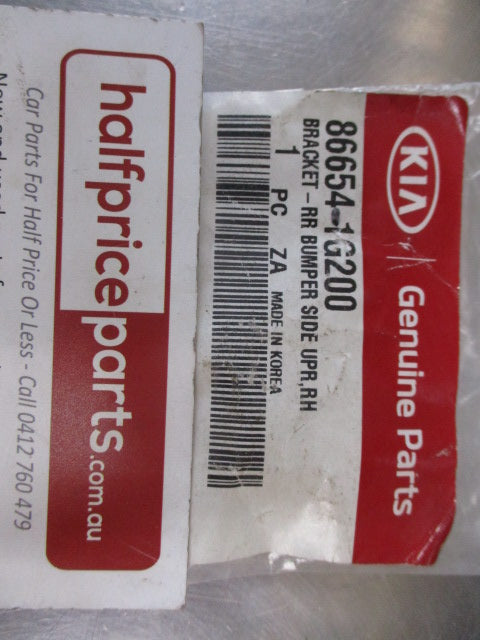 KIA Genuine Parts
86654-1G200
BRACKET-RR BUMPER SIDE UPR,RH
1 PC ZA MADE IN KOREA
halfpriceparts.com.au
Car Parts For Half Price Or Less - Call 0412 760 479